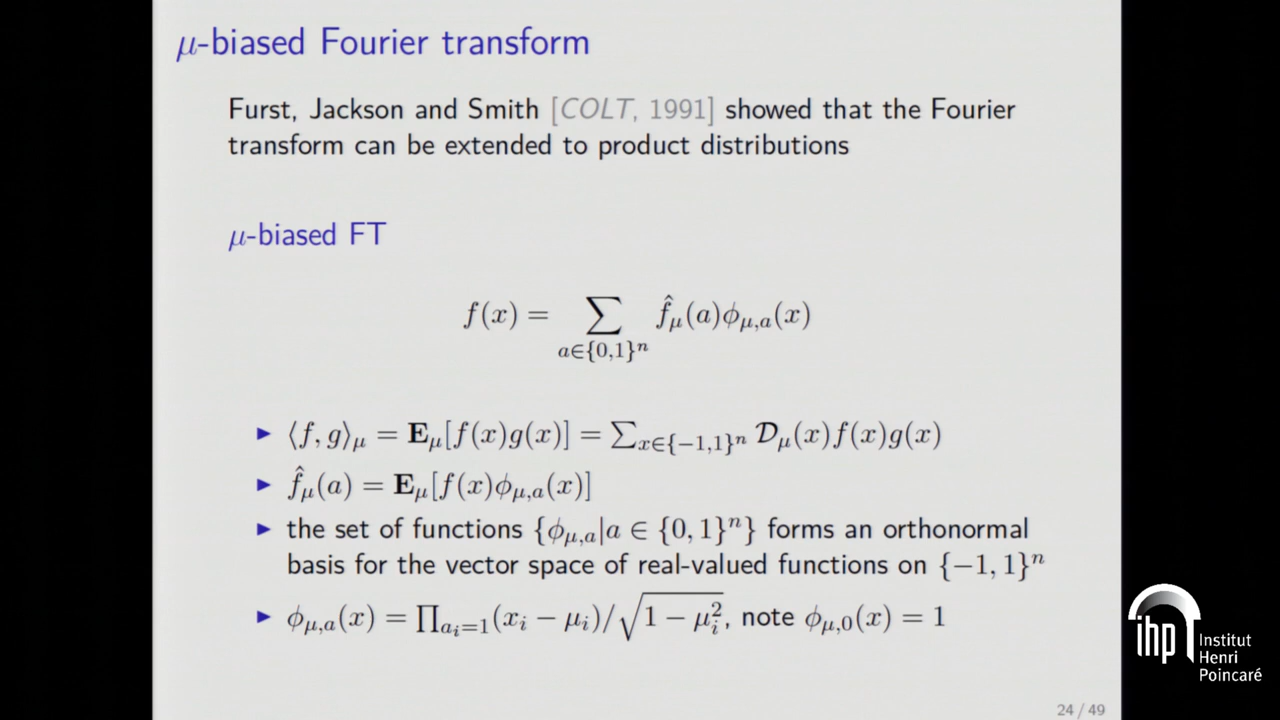 μ-biased Fourier transform
Furst, Jackson and Smith [COLT, 1991] showed that the Fourier
transform can be extended to product distributions
μ-biased FT
f(x) = ∑_{a∈{0,1}^n} f̂_μ(a)ϕ_{μ,a}(x)
▶ ⟨f, g⟩_μ = E_μ[f(x)g(x)] = ∑_{x∈{−1,1}^n} D_μ(x)f(x)g(x)
▶ f̂_μ(a) = E_μ[f(x)ϕ_{μ,a}(x)]
▶ the set of functions {ϕ_{μ,a}|a ∈ {0, 1}^n} forms an orthonormal
basis for the vector space of real-valued functions on {−1, 1}^n
▶ ϕ_{μ,a}(x) = ∏_{a_i=1}(x_i − μ_i)/√(1 − μ_i^2), note ϕ_{μ,0}(x) = 1
ihp
Institut
Henri
Poincaré
24 / 49